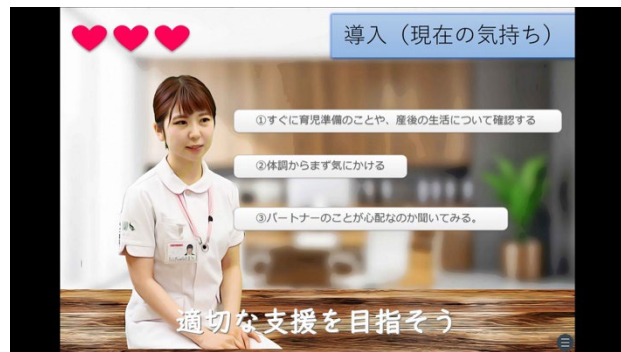 導入（現在の気持ち）
①すぐに育児準備のことや、産後の生活について確認する
②体調からまず気にかける
③パートナーのことが心配なのか聞いてみる。
適切な支援を目指そう